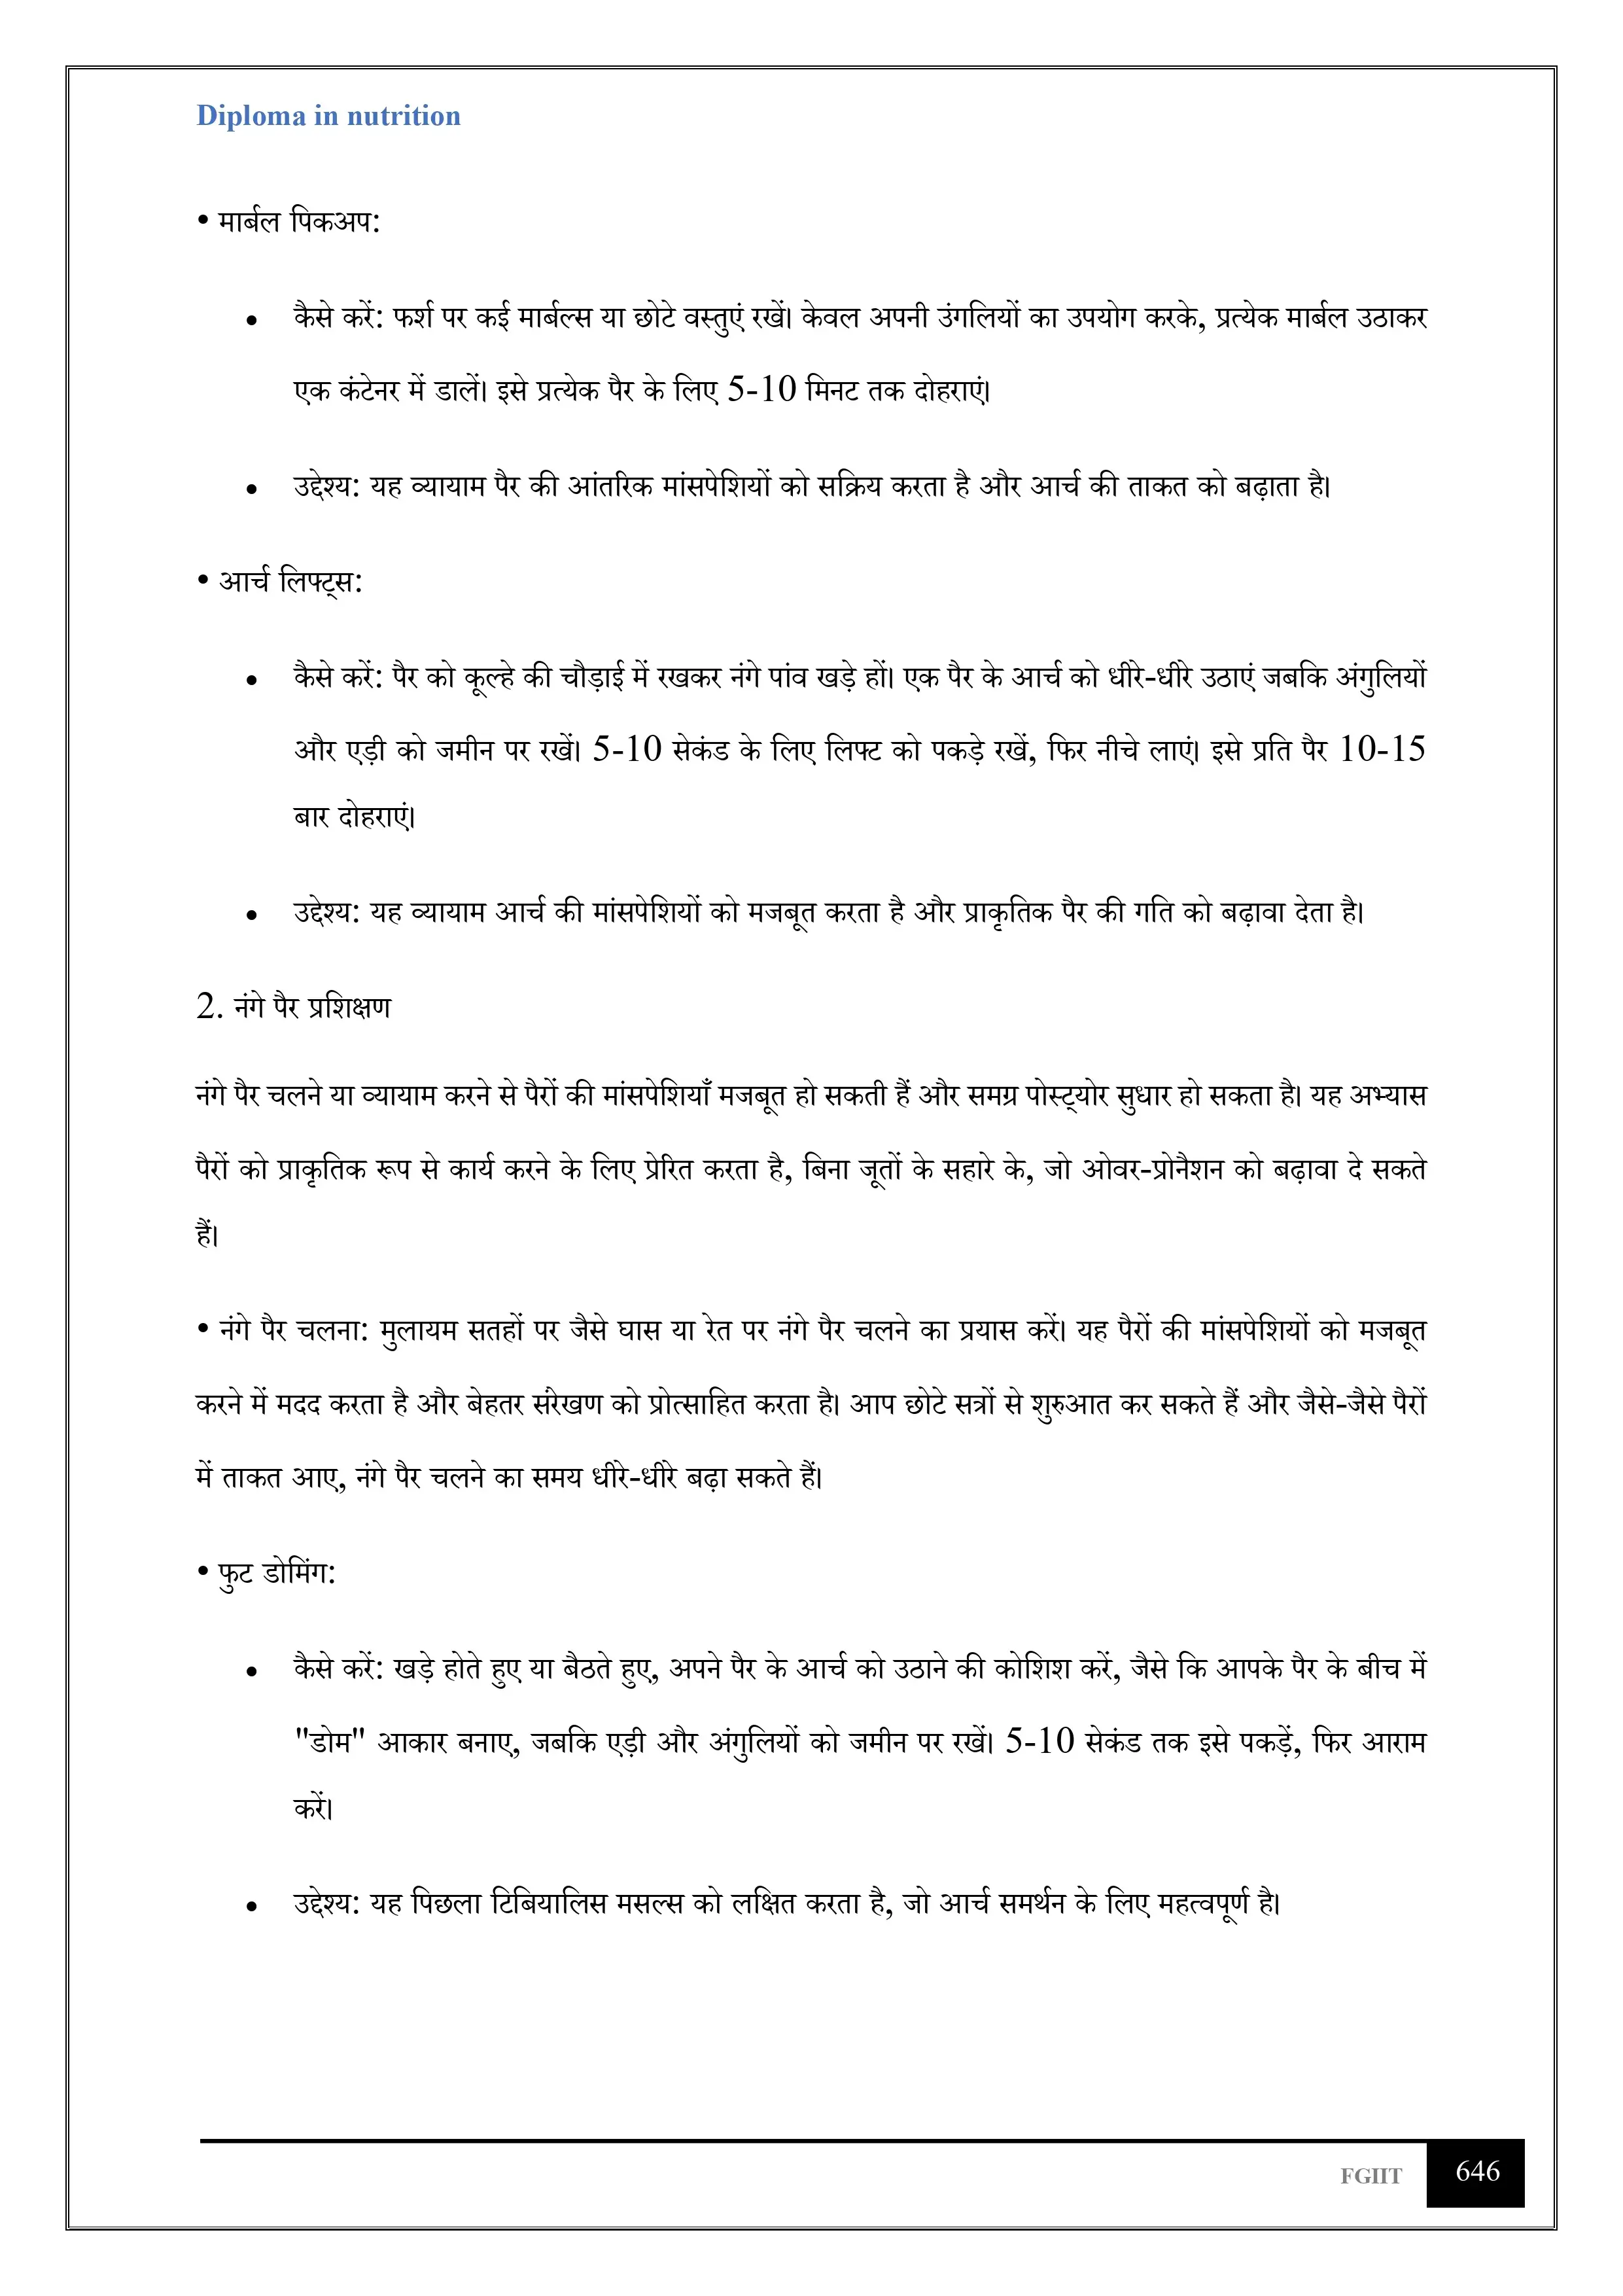 Diploma in nutrition
• मार्बल पिकअप:
• कैसे करें: फर्श पर कई मार्बल्स या छोटे वस्तुएं रखें। केवल अपनी उंगलियों का उपयोग करके, प्रत्येक मार्बल उठाकर
एक कंटेनर में डालें। इसे प्रत्येक पैर के लिए 5-10 मिनट तक दोहराएं।
• उद्देश्य: यह व्यायाम पैर की आंतरिक मांसपेशियों को सक्रिय करता है और आर्च की ताकत को बढ़ाता है।
• आर्च लिफ्ट्स:
• कैसे करें: पैर को कूल्हे की चौड़ाई में रखकर नंगे पांव खड़े हों। एक पैर के आर्च को धीरे-धीरे उठाएं जबकि अंगुलियों
और एड़ी को जमीन पर रखें। 5-10 सेकंड के लिए लिफ्ट को पकड़े रखें, फिर नीचे लाएं। इसे प्रति पैर 10-15
बार दोहराएं।
• उद्देश्य: यह व्यायाम आर्च की मांसपेशियों को मजबूत करता है और प्राकृतिक पैर की गति को बढ़ावा देता है।
2. नंगे पैर प्रशिक्षण
नंगे पैर चलने या व्यायाम करने से पैरों की मांसपेशियाँ मजबूत हो सकती हैं और समग्र पोस्ट्योर सुधार हो सकता है। यह अभ्यास
पैरों को प्राकृतिक रूप से कार्य करने के लिए प्रेरित करता है, बिना जूतों के सहारे के, जो ओवर-प्रोनैशन को बढ़ावा दे सकते
हैं।
• नंगे पैर चलना: मुलायम सतहों पर जैसे घास या रेत पर नंगे पैर चलने का प्रयास करें। यह पैरों की मांसपेशियों को मजबूत
करने में मदद करता है और बेहतर संरेखण को प्रोत्साहित करता है। आप छोटे सत्रों से शुरुआत कर सकते हैं और जैसे-जैसे पैरों
में ताकत आए, नंगे पैर चलने का समय धीरे-धीरे बढ़ा सकते हैं।
• फुट डोमिंग:
• कैसे करें: खड़े होते हुए या बैठते हुए, अपने पैर के आर्च को उठाने की कोशिश करें, जैसे कि आपके पैर के बीच में
"डोम" आकार बनाए, जबकि एड़ी और अंगुलियों को जमीन पर रखें। 5-10 सेकंड तक इसे पकड़ें, फिर आराम
करें।
• उद्देश्य: यह पिछला टिबियालिस मसल्स को लक्षित करता है, जो आर्च समर्थन के लिए महत्वपूर्ण है।
FGIIT 646